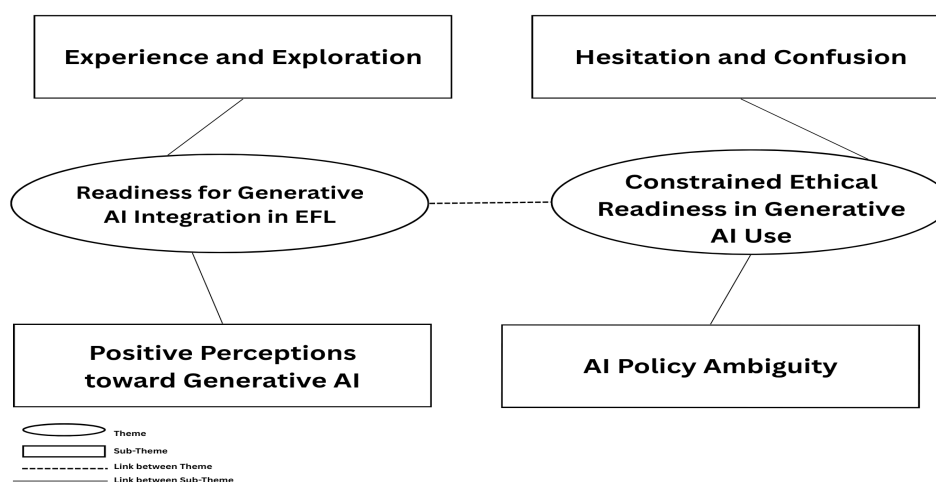 Experience and Exploration
Hesitation and Confusion
Readiness for Generative
AI Integration in EFL
Constrained Ethical
Readiness in Generative
AI Use
Positive Perceptions
toward Generative AI
AI Policy Ambiguity
Theme
Sub-Theme
Link between Theme
Link between Sub-Theme